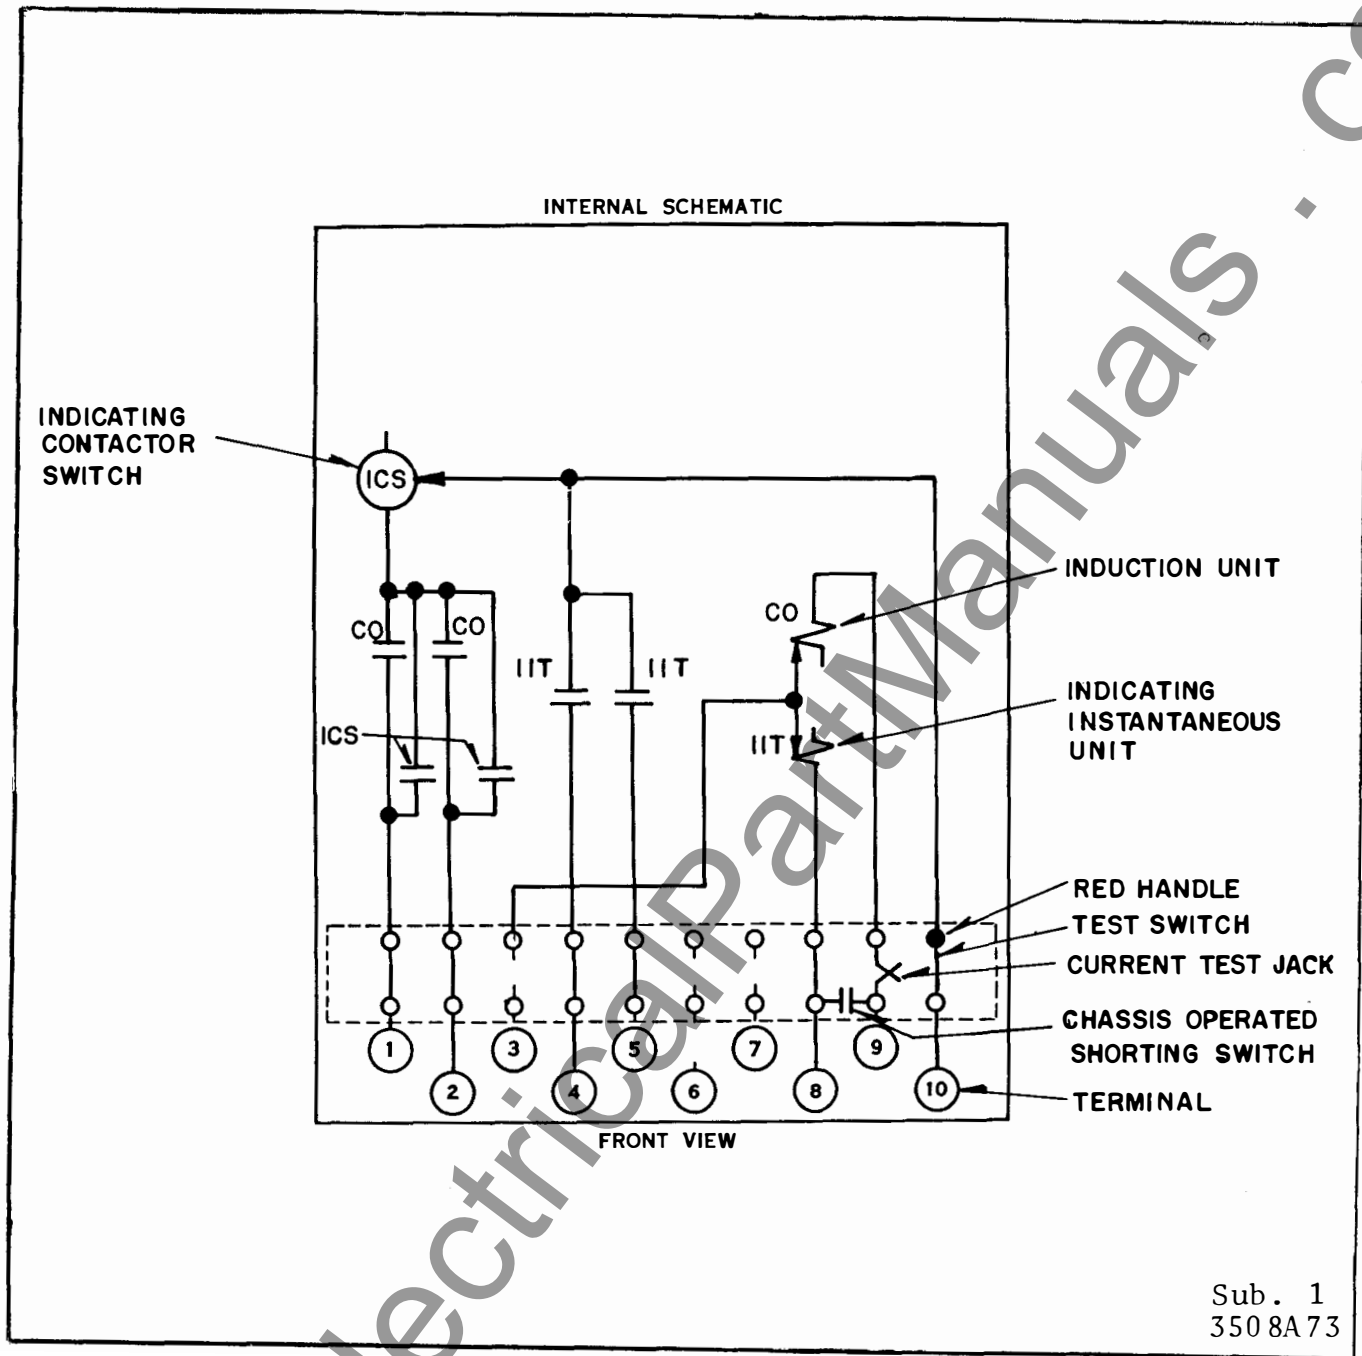 INTERNAL SCHEMATIC
INDICATING
CONTACTOR
SWITCH
ICS
CO
CO
IIT
IIT
ICS
CO
IIT
INDUCTION UNIT
INDICATING
INSTANTANEOUS
UNIT
RED HANDLE
TEST SWITCH
CURRENT TEST JACK
CHASSIS OPERATED
SHORTING SWITCH
TERMINAL
1
3
5
7
9
2
4
6
8
10
FRONT VIEW
Sub. 1
3508A73
lectricalPartManuals . co